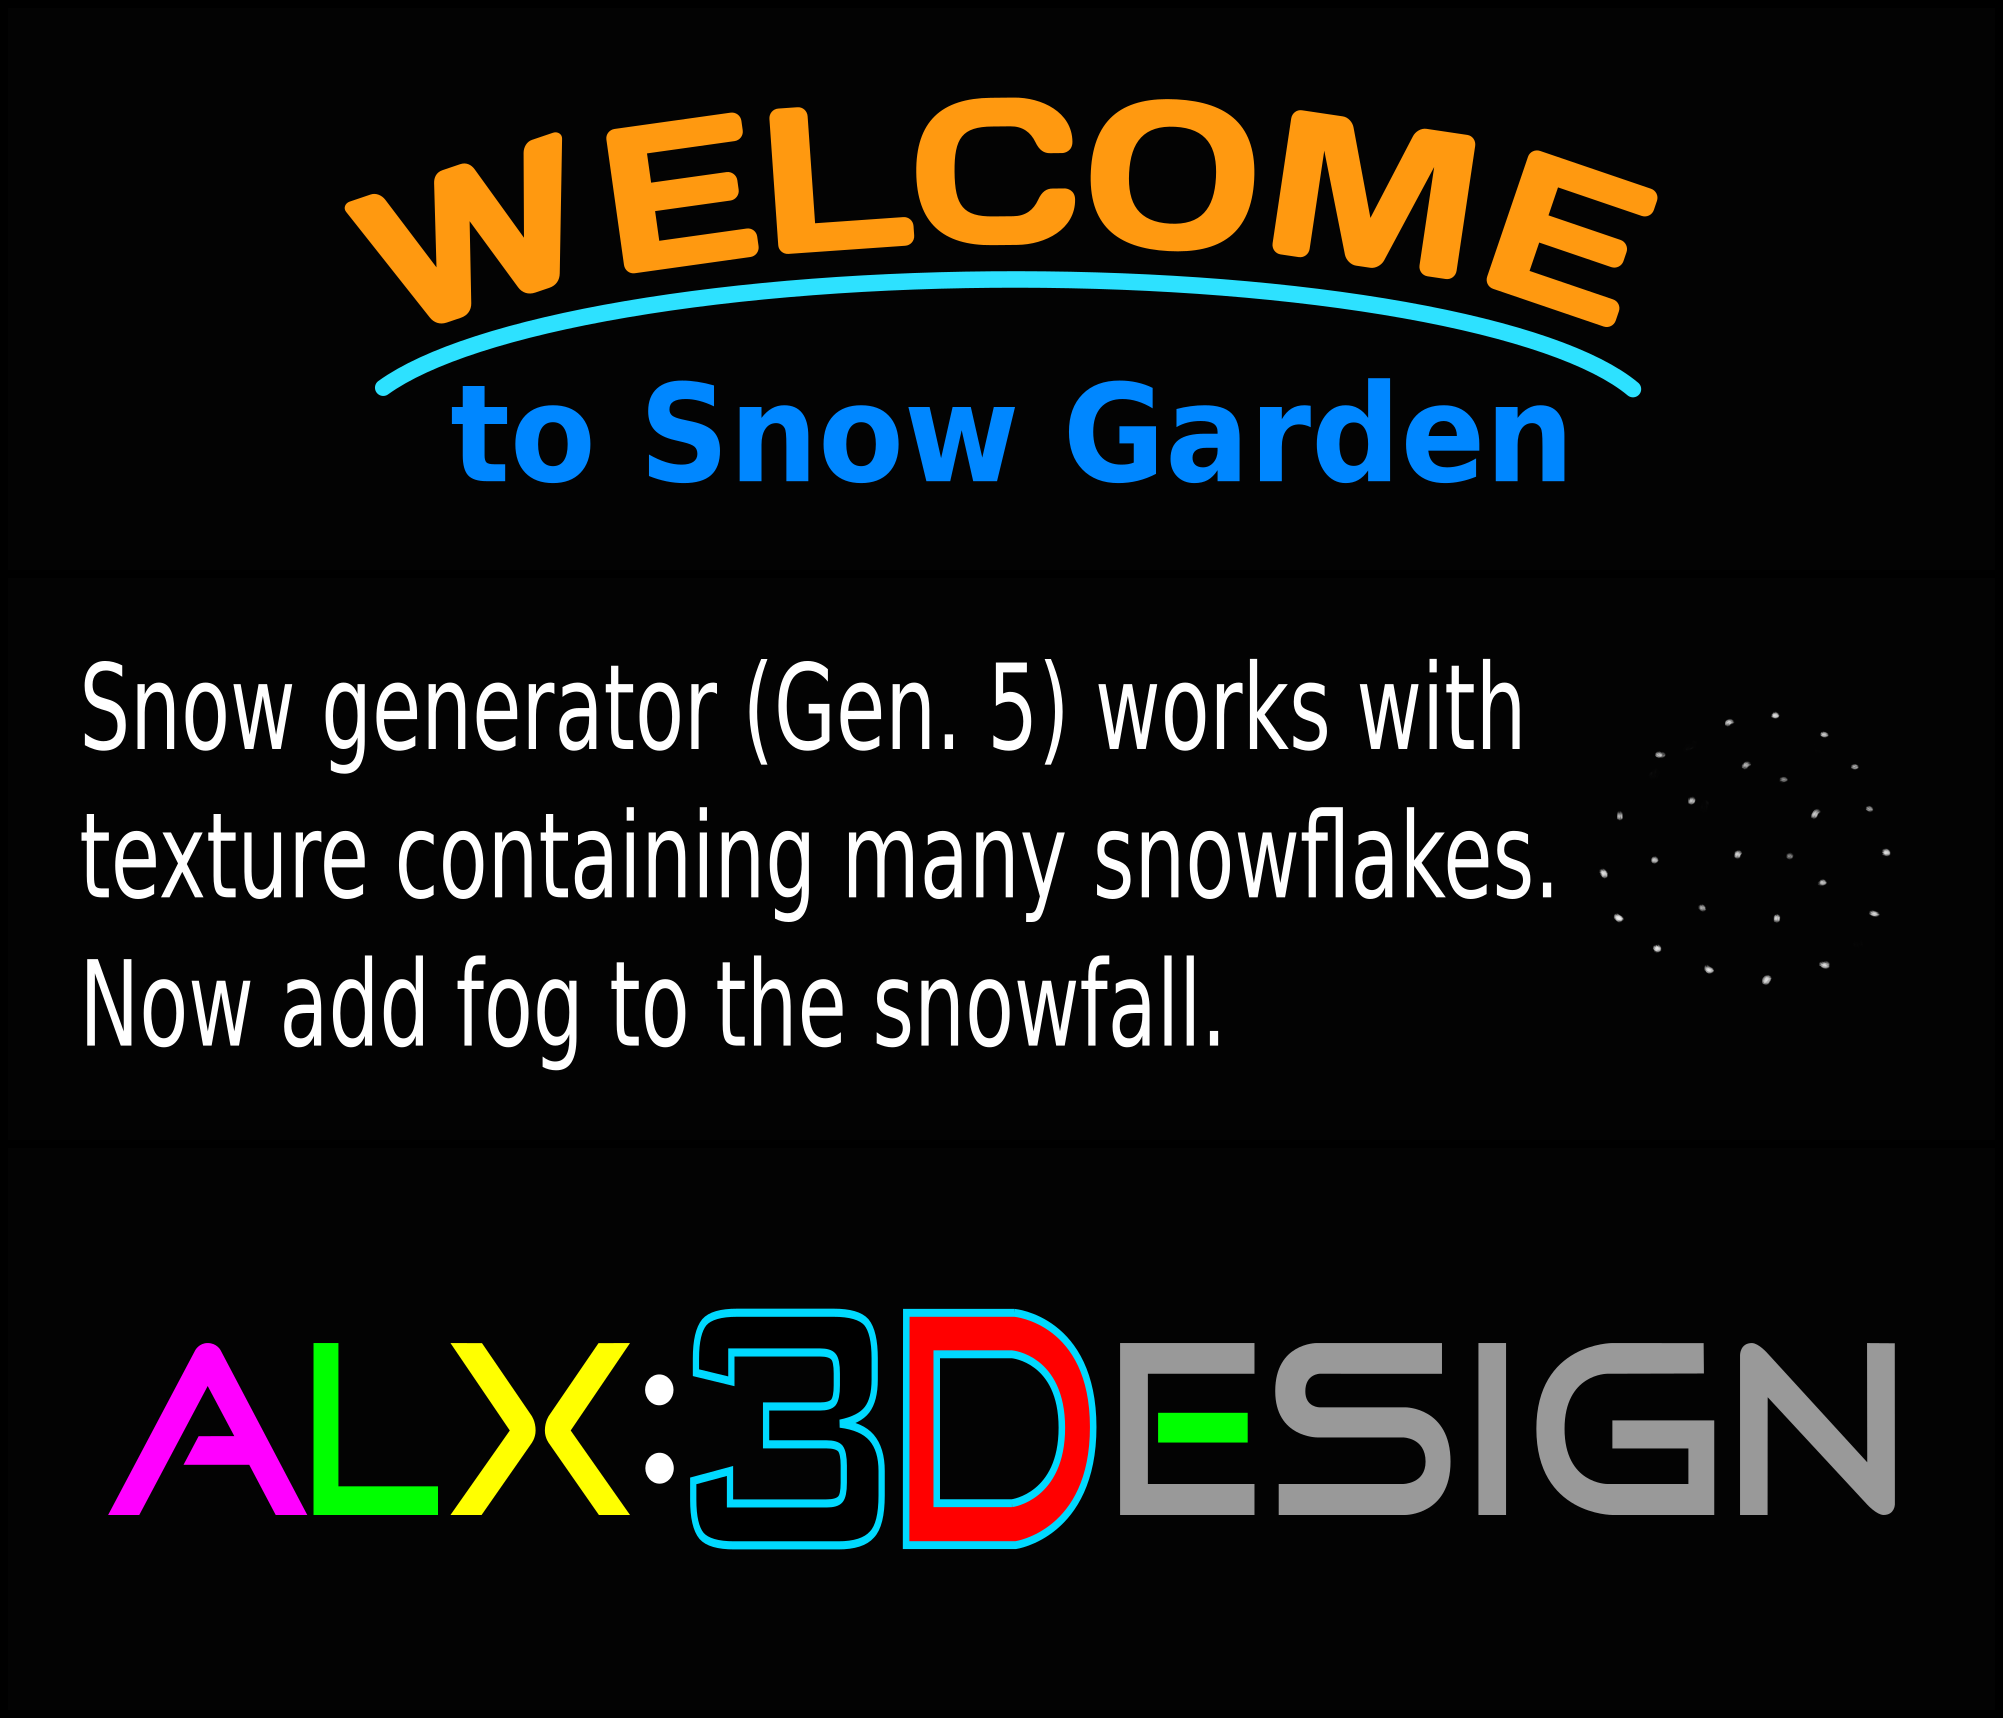 WELCOME
to Snow Garden
Snow generator (Gen. 5) works with
texture containing many snowflakes.
Now add fog to the snowfall.
ALX:3DESIGN